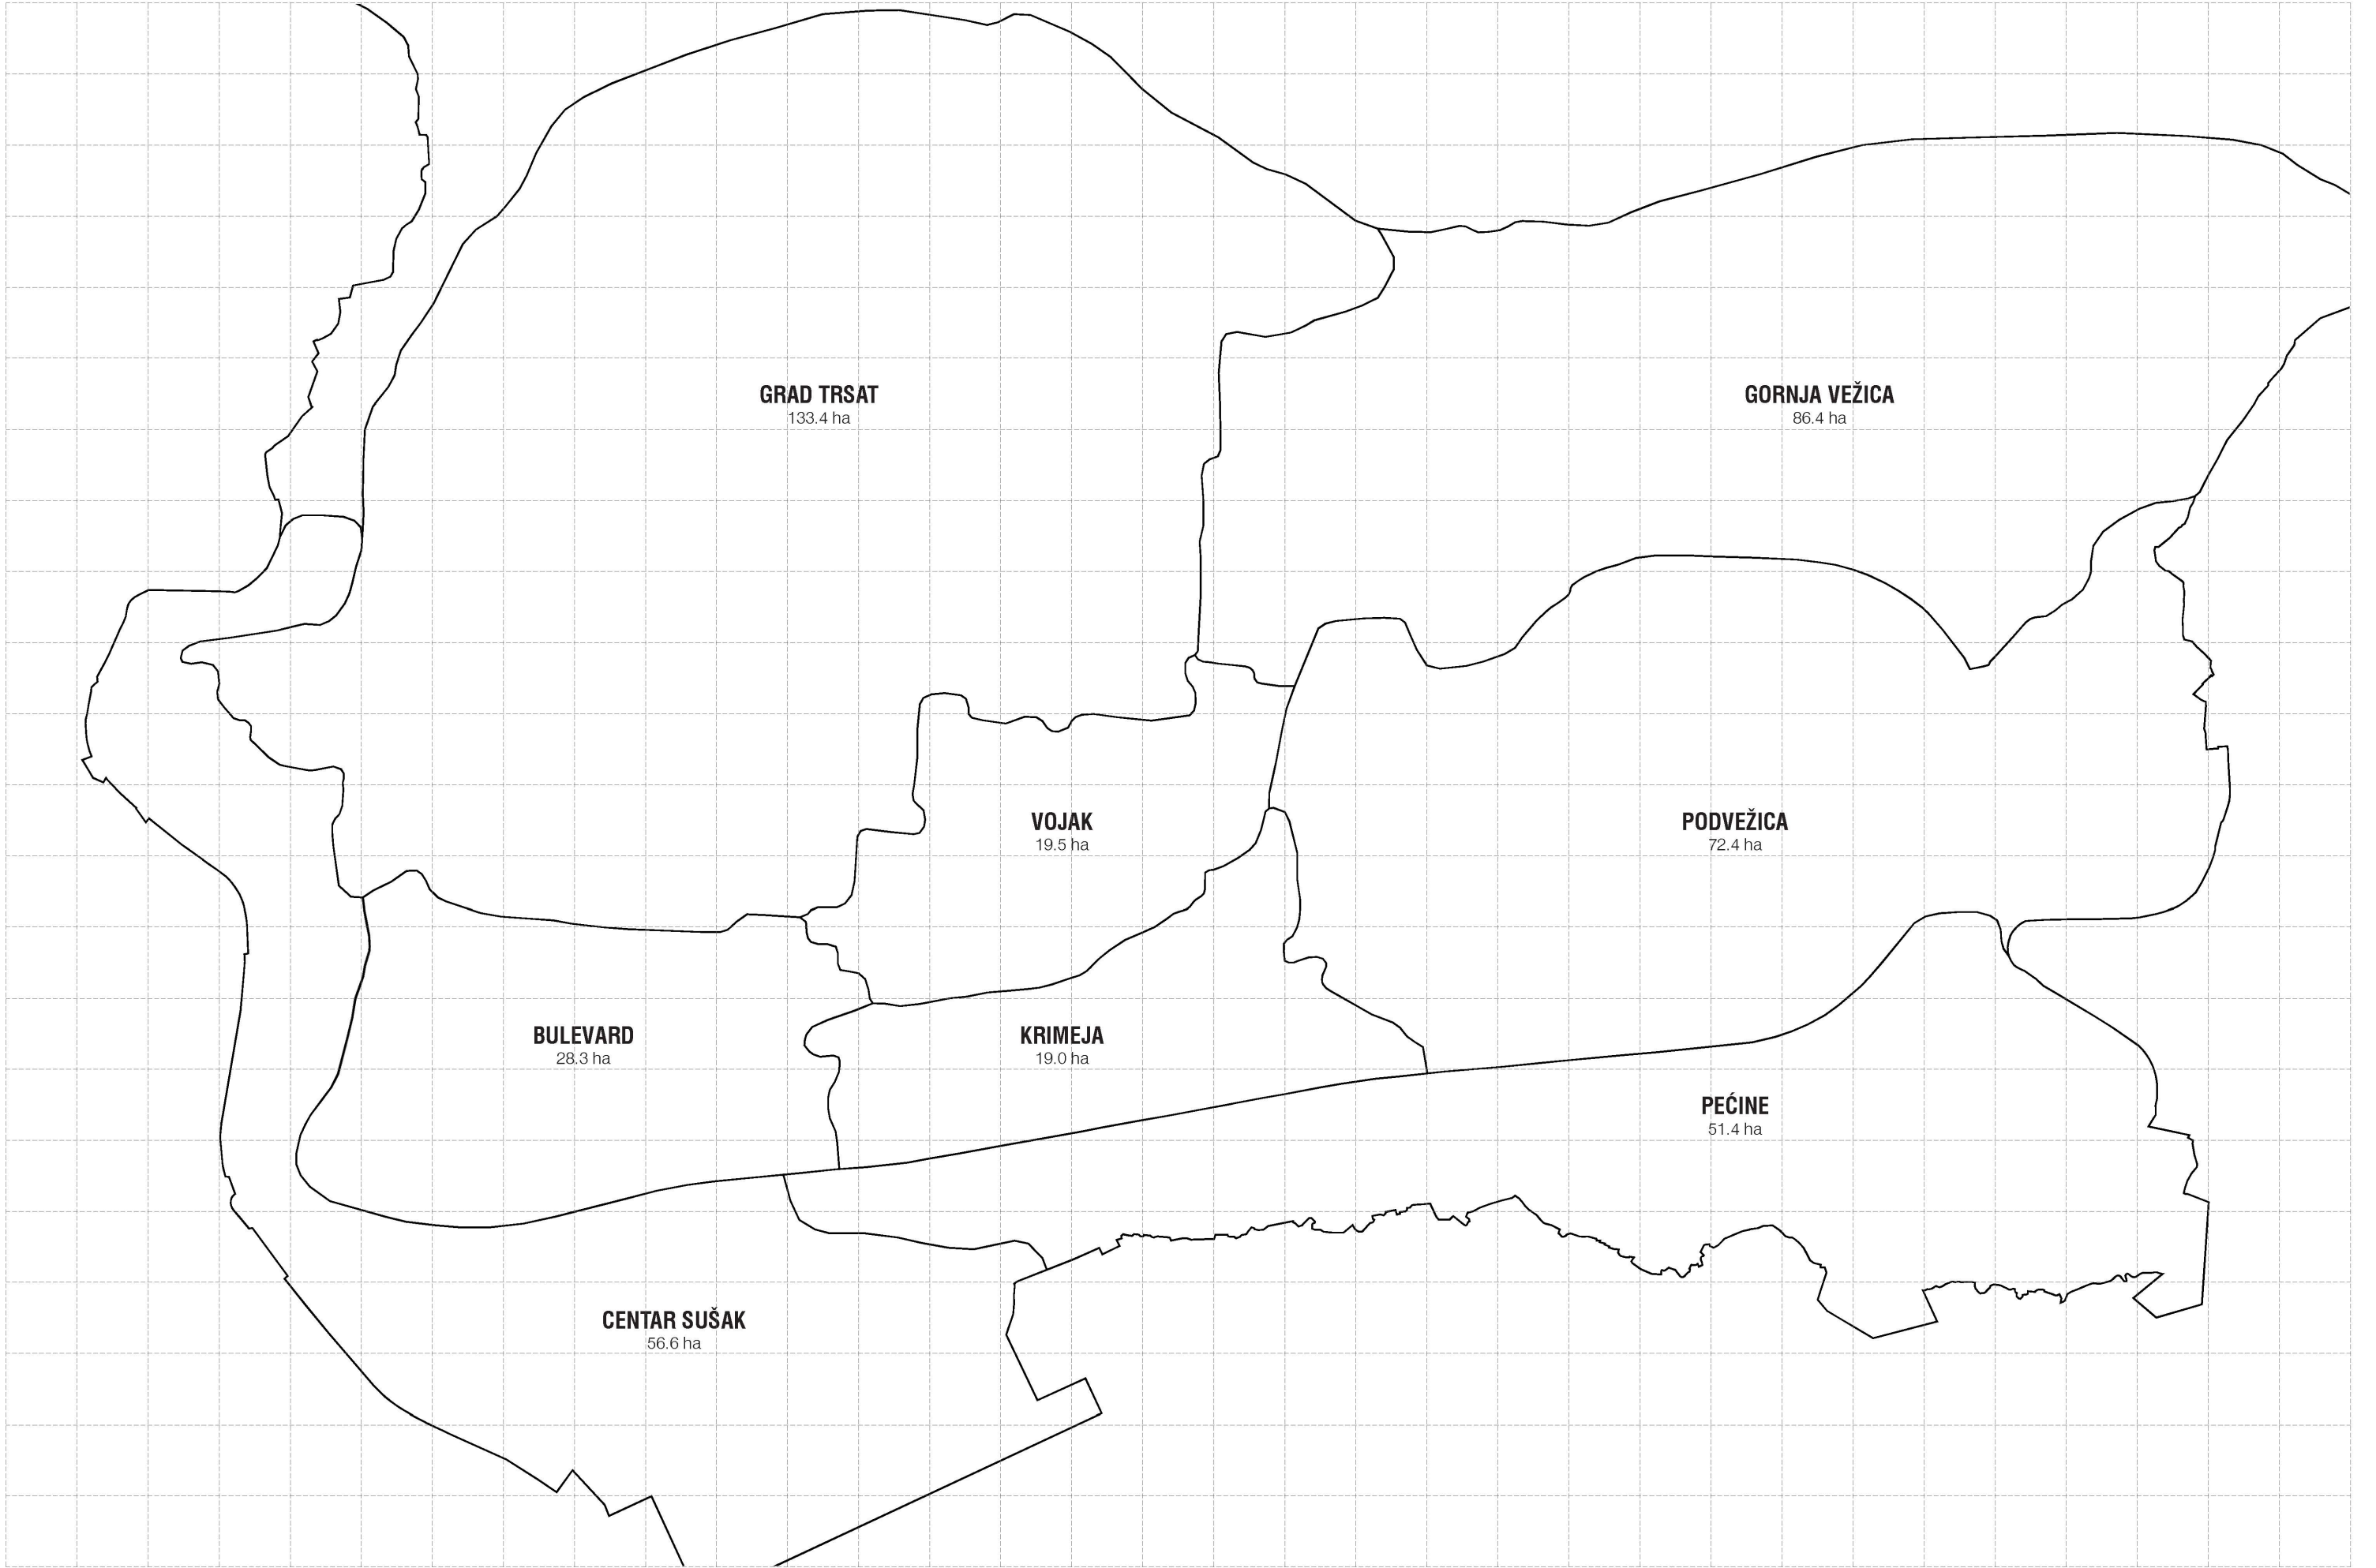 GRAD TRSAT
133.4 ha
GORNJA VEŽICA
86.4 ha
VOJAK
19.5 ha
PODVEŽICA
72.4 ha
BULEVARD
28.3 ha
KRIMEJA
19.0 ha
PEĆINE
51.4 ha
CENTAR SUŠAK
56.6 ha